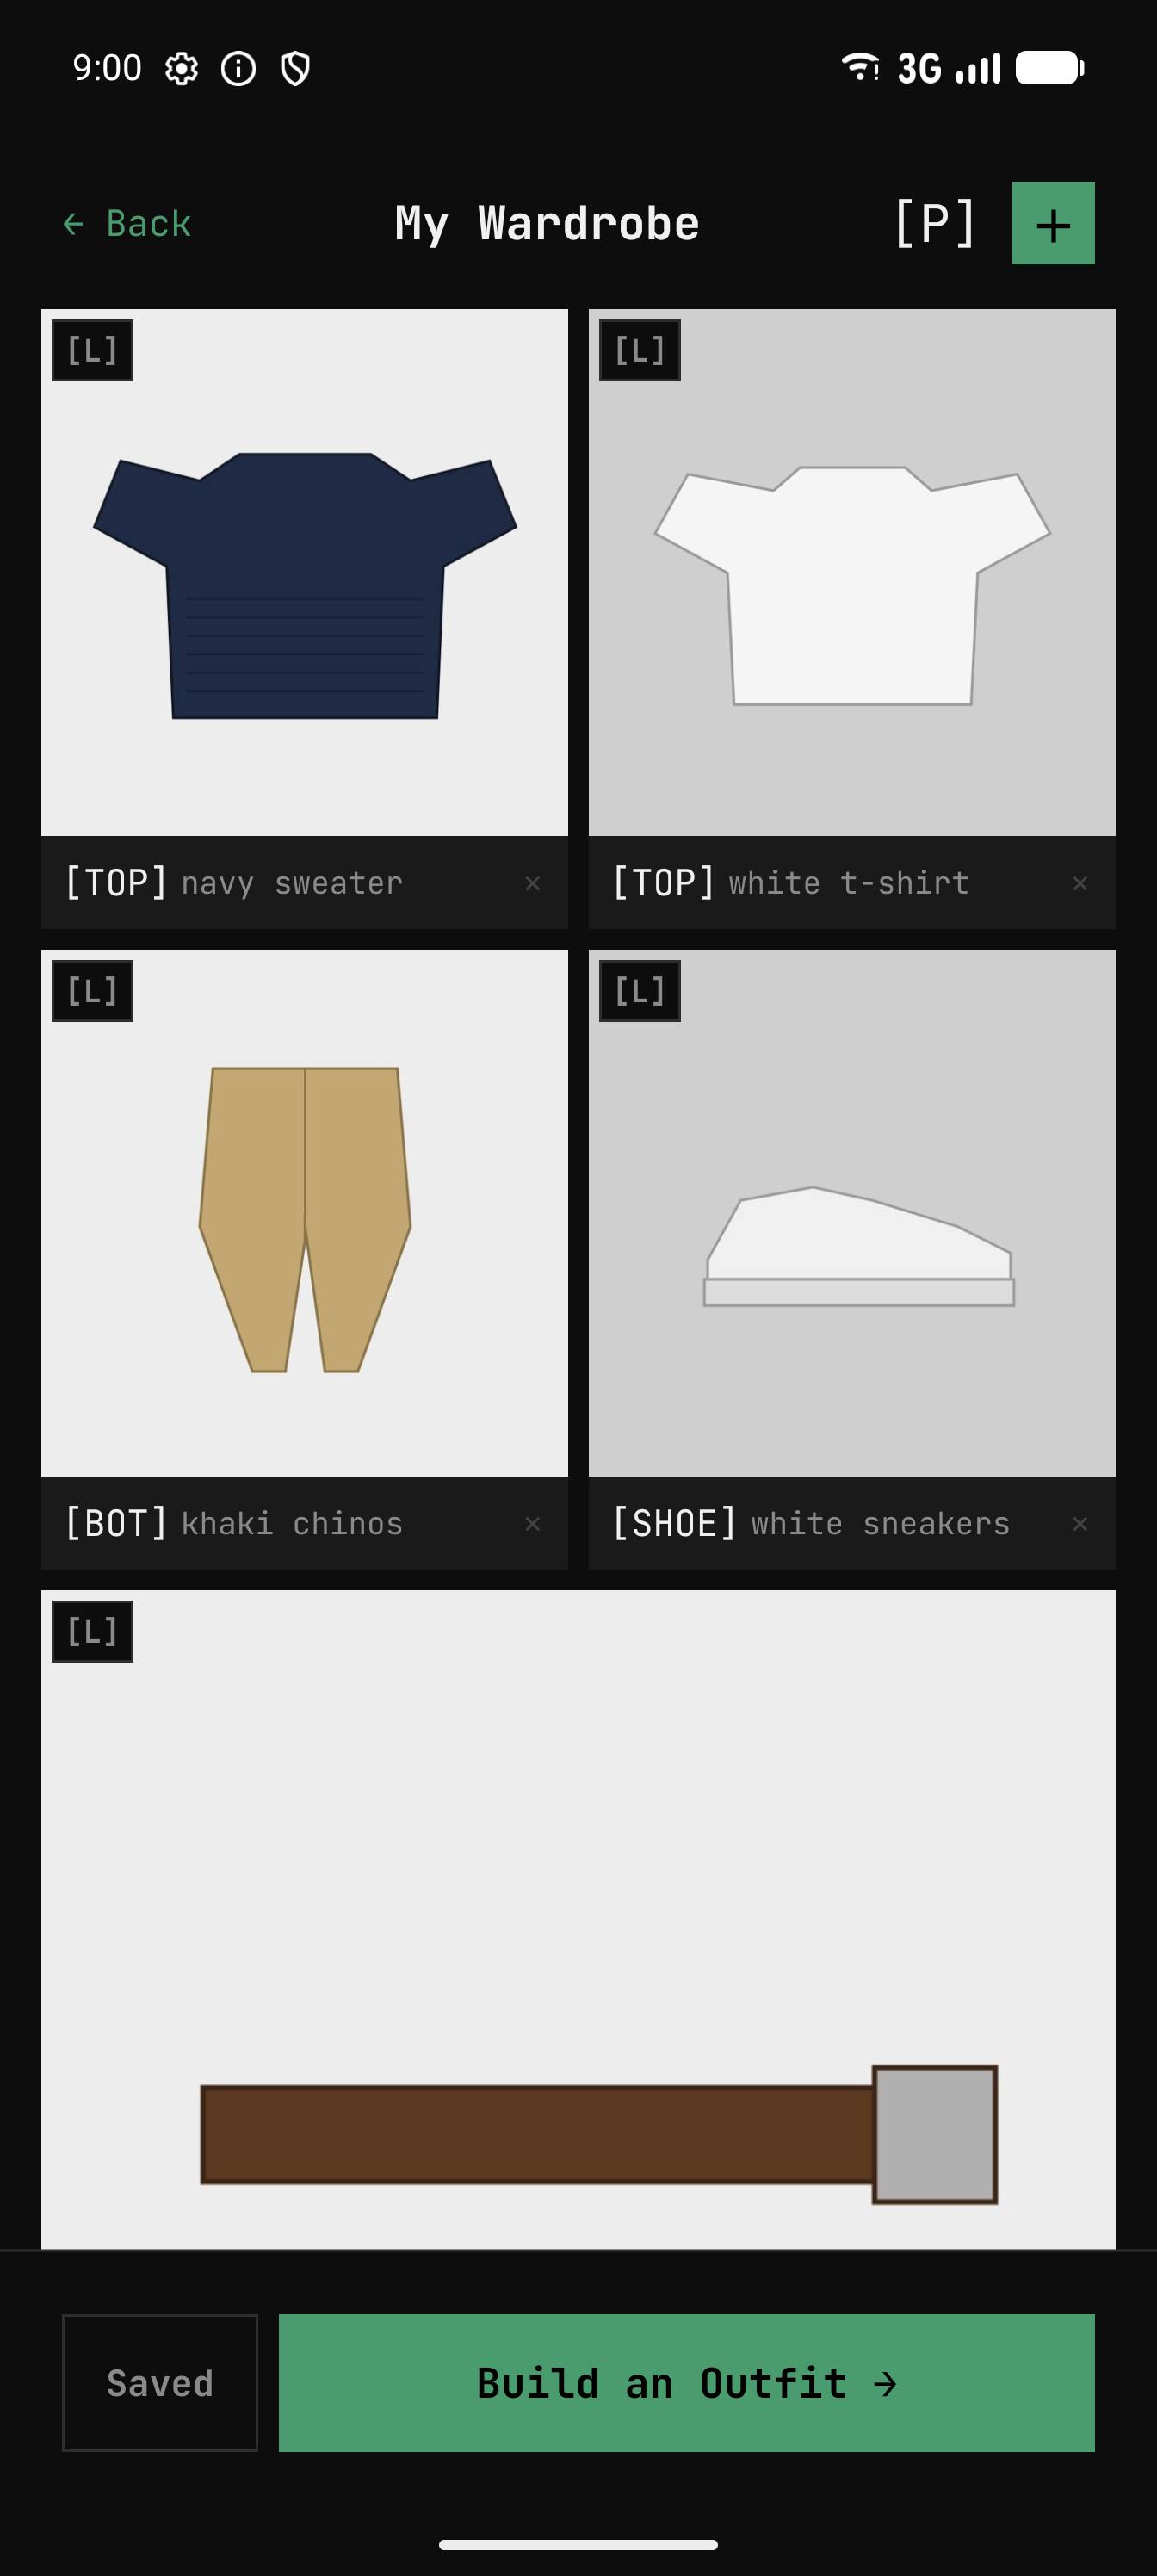 9:00 3G
← Back My Wardrobe [P] +
[L] [L]
[TOP] navy sweater × [TOP] white t-shirt ×
[L] [L]
[BOT] khaki chinos × [SHOE] white sneakers ×
[L]
Saved Build an Outfit →